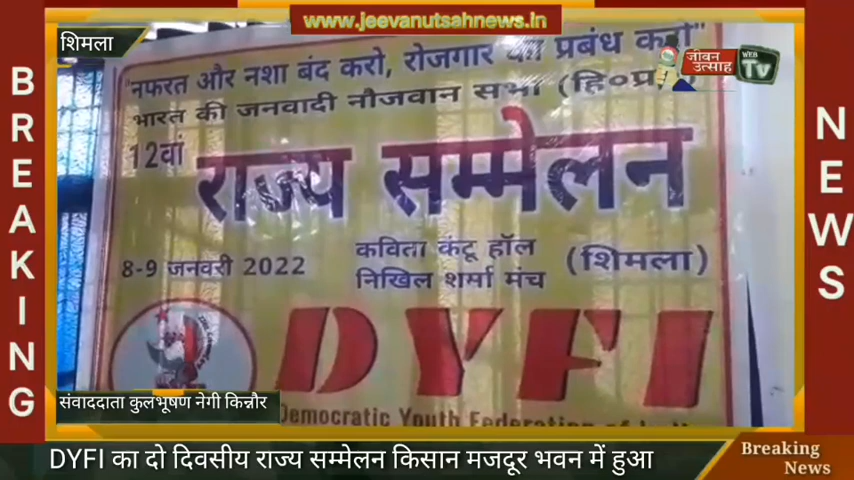 www.jeevanutsahnews.in
शिमला
जीवन
उत्साह
WEB
TV
BREAKING
NEWS
"नफरत और नशा बंद करो, रोजगार का प्रबंध करो"
भारत की जनवादी नौजवान सभा (हि०प्र
12वां
राज्य सम्मेलन
8-9 जनवरी 2022
कविता कंटू हॉल
निखिल शर्मा मंच
(शिमला)
DYFI
Democratic Youth Federation of
संवाददाता कुलभूषण नेगी किन्नौर
DYFI का दो दिवसीय राज्य सम्मेलन किसान मजदूर भवन में हुआ
Breaking
News